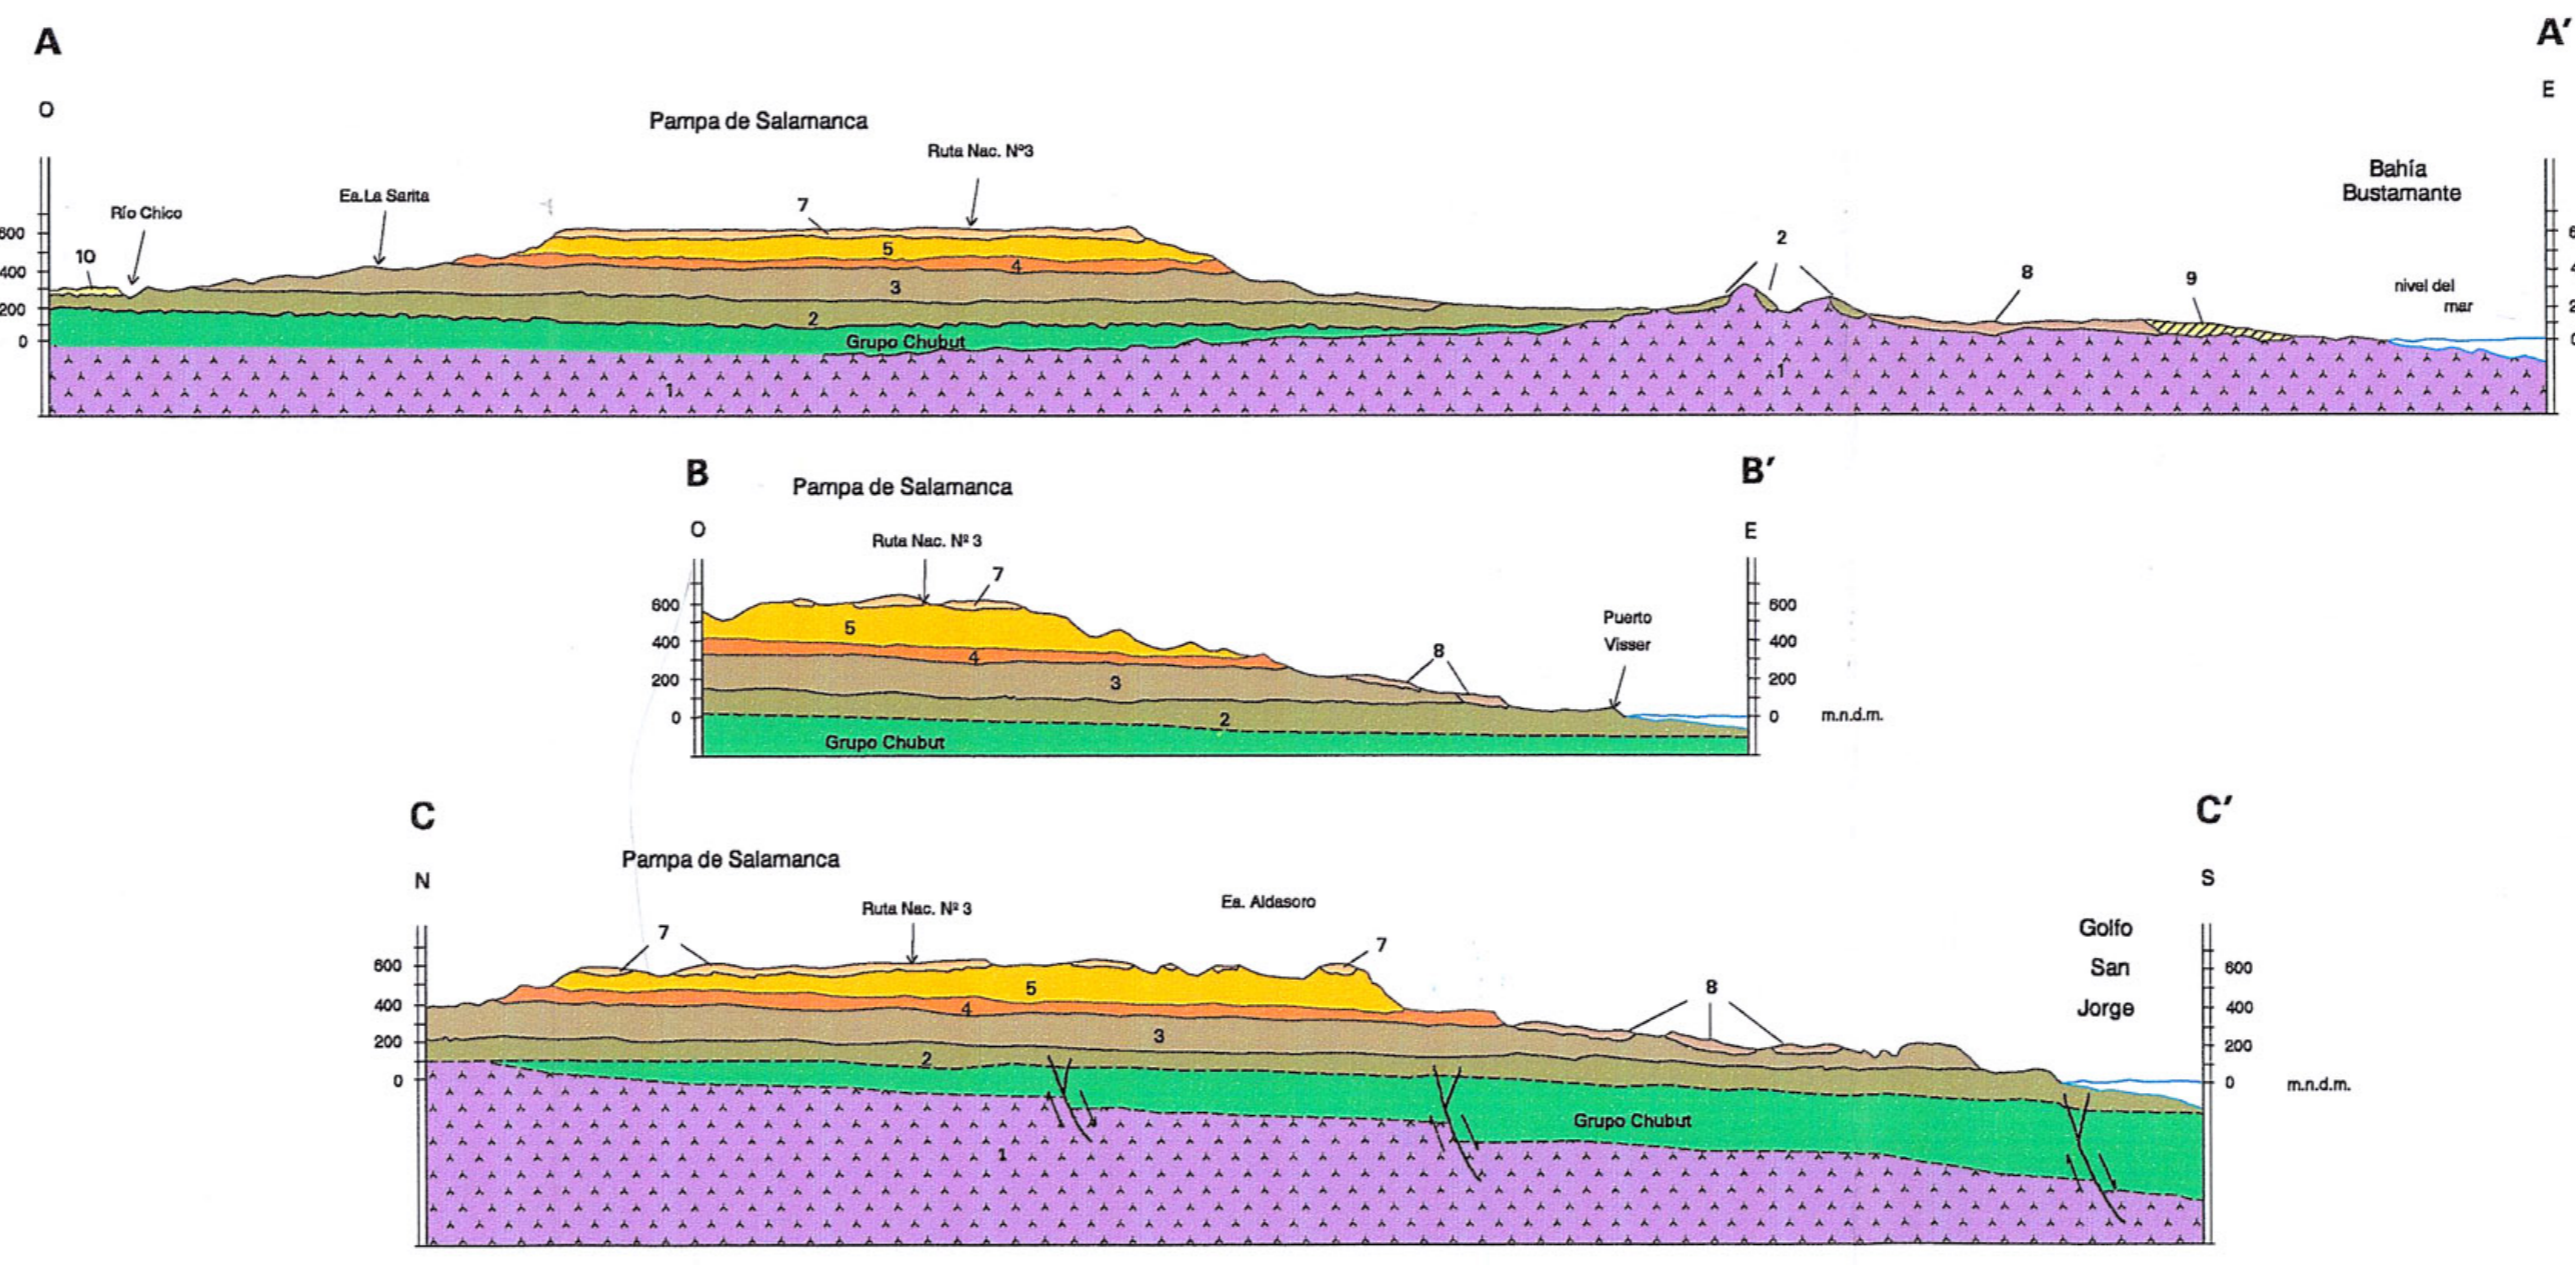 A
A′
O
E
Pampa de Salamanca
Ruta Nac. Nº3
Bahía
Bustamante
Ea.La Sarita
Río Chico
7
10
5
4
3
2
2
8
9
nivel del
mar
600
400
200
0
6
4
2
0
Grupo Chubut
1
1
B
B′
Pampa de Salamanca
O
E
Ruta Nac. Nº 3
7
600
400
200
0
5
4
3
2
8
Puerto
Visser
600
400
200
0
m.n.d.m.
Grupo Chubut
C
C′
Pampa de Salamanca
N
S
Ruta Nac. Nº 3
Ea. Aldasoro
Golfo
San
Jorge
7
7
600
400
200
0
5
4
3
2
8
600
400
200
0
m.n.d.m.
Grupo Chubut
1